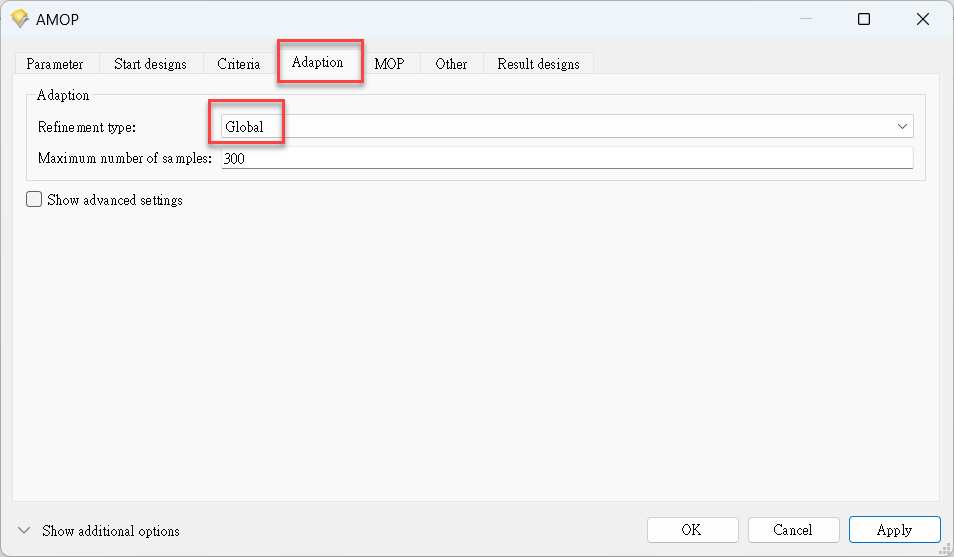 AMOP
Parameter Start designs Criteria Adaption MOP Other Result designs
Adaption
Refinement type: Global
Maximum number of samples: 300
Show advanced settings
Show additional options OK Cancel Apply